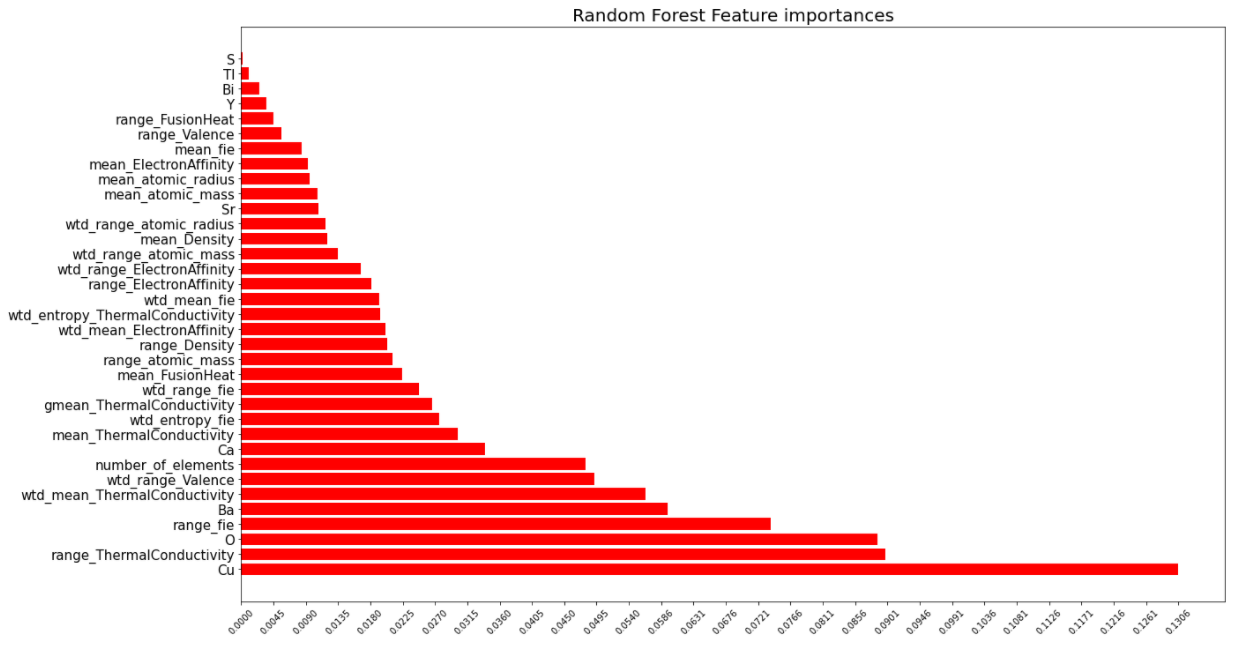 Random Forest Feature importances
S
Tl
Bi
Y
range_FusionHeat
range_Valence
mean_fie
mean_ElectronAffinity
mean_atomic_radius
mean_atomic_mass
Sr
wtd_range_atomic_radius
mean_Density
wtd_range_atomic_mass
wtd_range_ElectronAffinity
range_ElectronAffinity
wtd_mean_fie
wtd_entropy_ThermalConductivity
wtd_mean_ElectronAffinity
range_Density
range_atomic_mass
mean_FusionHeat
wtd_range_fie
gmean_ThermalConductivity
wtd_entropy_fie
mean_ThermalConductivity
Ca
number_of_elements
wtd_range_Valence
wtd_mean_ThermalConductivity
Ba
range_fie
O
range_ThermalConductivity
Cu
0.0000 0.0045 0.0090 0.0135 0.0180 0.0225 0.0270 0.0315 0.0360 0.0405 0.0450 0.0495 0.0540 0.0586 0.0631 0.0676 0.0721 0.0766 0.0811 0.0856 0.0901 0.0946 0.0991 0.1036 0.1081 0.1126 0.1171 0.1216 0.1261 0.1306